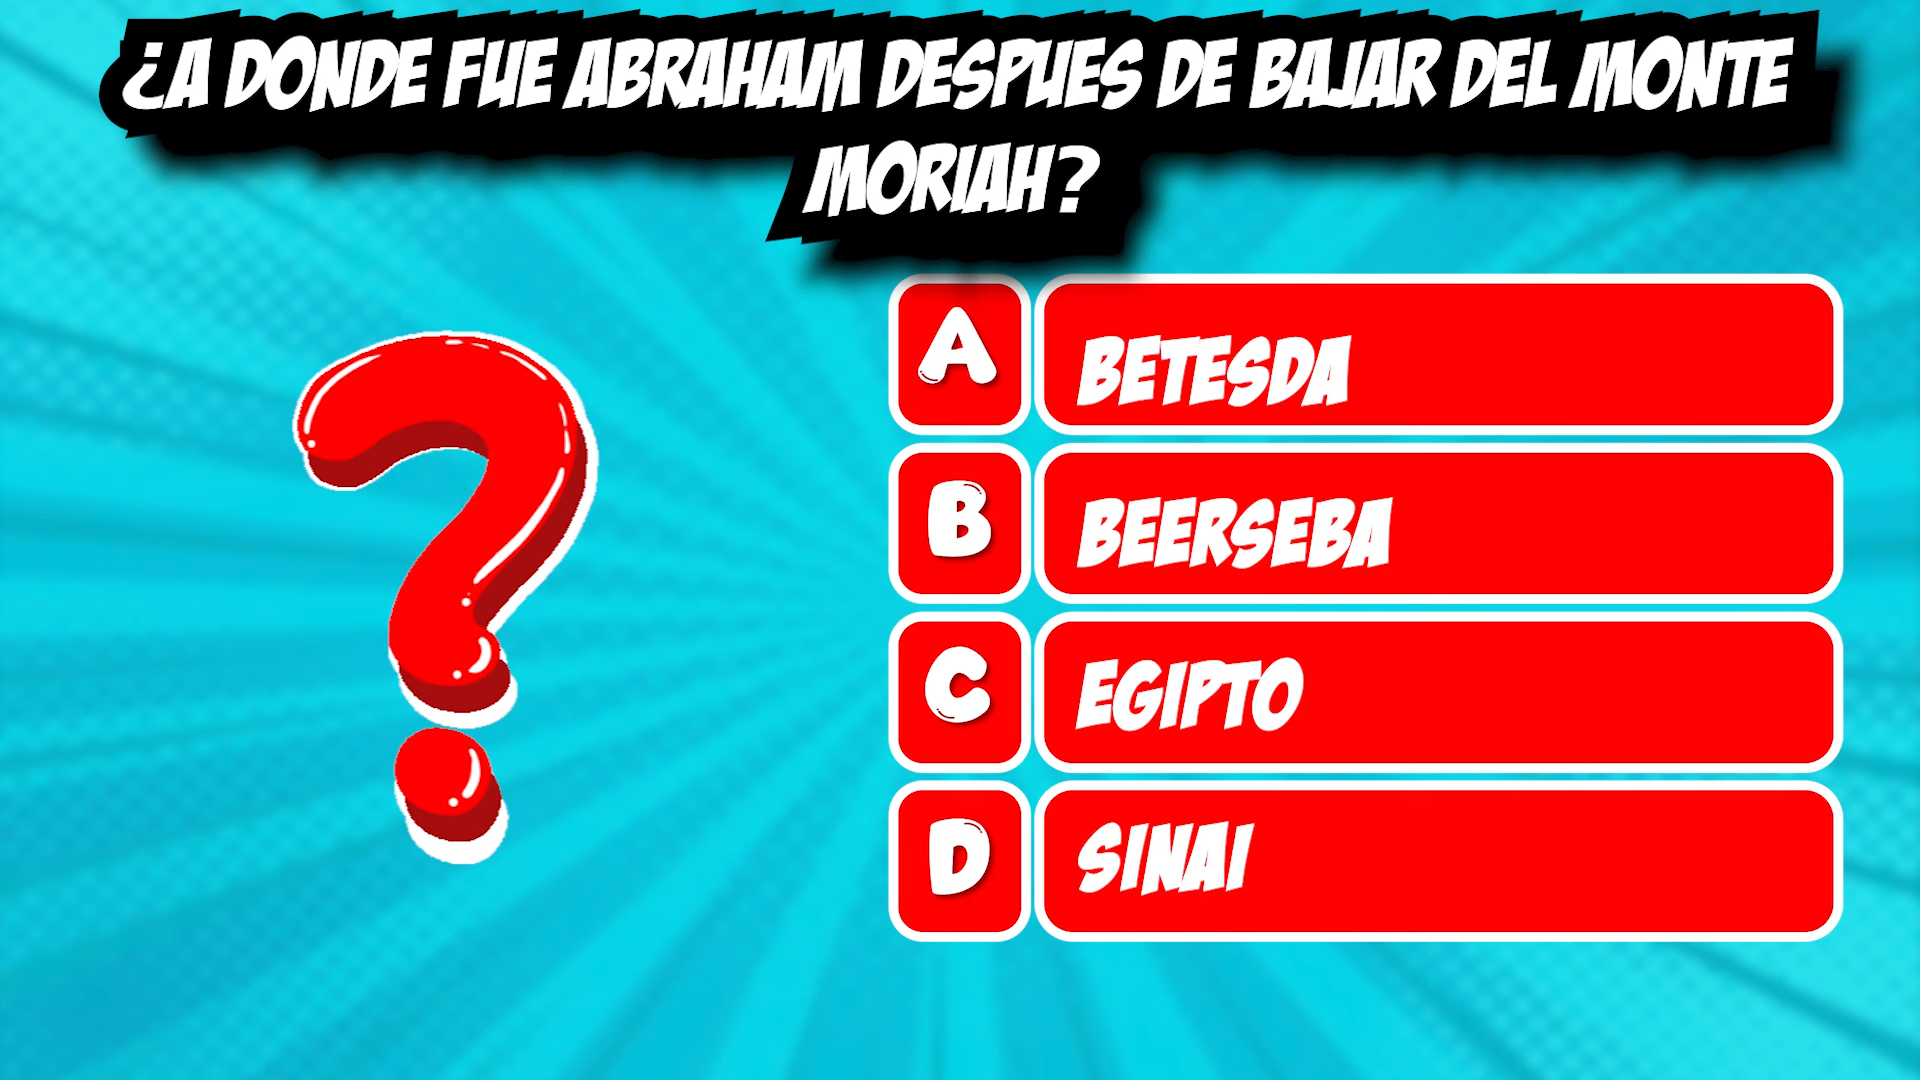 ¿A DONDE FUE ABRAHAM DESPUES DE BAJAR DEL MONTE
MORIAH?
A BETESDA
B BEERSEBA
C EGIPTO
D SINAI